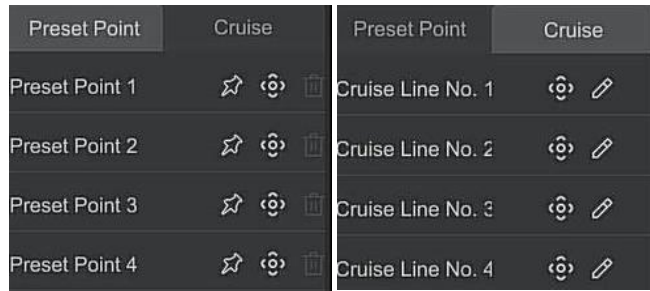 Preset Point Cruise
Preset Point 1
Preset Point 2
Preset Point 3
Preset Point 4
Preset Point Cruise
Cruise Line No. 1
Cruise Line No. 2
Cruise Line No. 3
Cruise Line No. 4